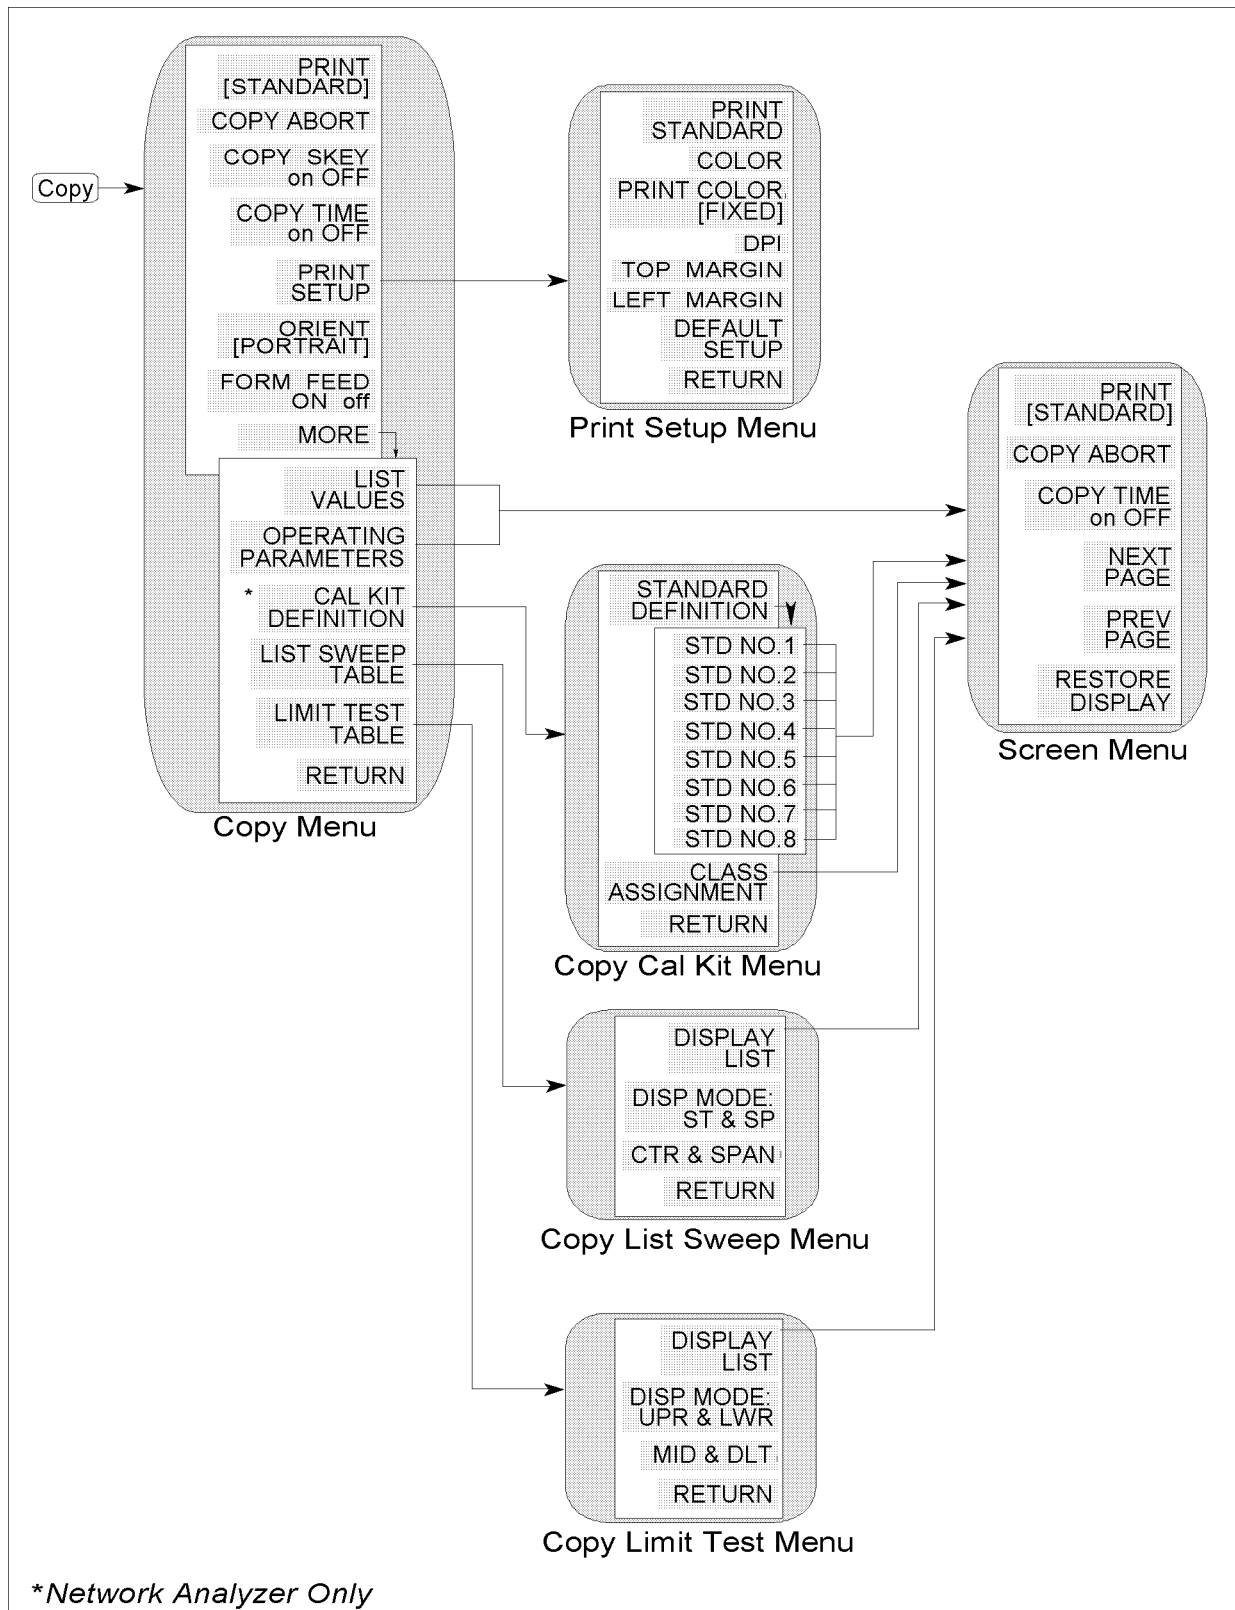 Copy
PRINT
[STANDARD]
COPY ABORT
COPY SKEY
on OFF
COPY TIME
on OFF
PRINT
SETUP
ORIENT
[PORTRAIT]
FORM FEED
ON off
MORE
LIST
VALUES
OPERATING
PARAMETERS
* CAL KIT
DEFINITION
LIST SWEEP
TABLE
LIMIT TEST
TABLE
RETURN
Copy Menu
PRINT
STANDARD
COLOR
PRINT COLOR
[FIXED]
DPI
TOP MARGIN
LEFT MARGIN
DEFAULT
SETUP
RETURN
Print Setup Menu
STANDARD
DEFINITION
STD NO.1
STD NO.2
STD NO.3
STD NO.4
STD NO.5
STD NO.6
STD NO.7
STD NO.8
CLASS
ASSIGNMENT
RETURN
Copy Cal Kit Menu
DISPLAY
LIST
DISP MODE:
ST & SP
CTR & SPAN
RETURN
Copy List Sweep Menu
DISPLAY
LIST
DISP MODE:
UPR & LWR
MID & DLT
RETURN
Copy Limit Test Menu
PRINT
[STANDARD]
COPY ABORT
COPY TIME
on OFF
NEXT
PAGE
PREV
PAGE
RESTORE
DISPLAY
Screen Menu
*Network Analyzer Only